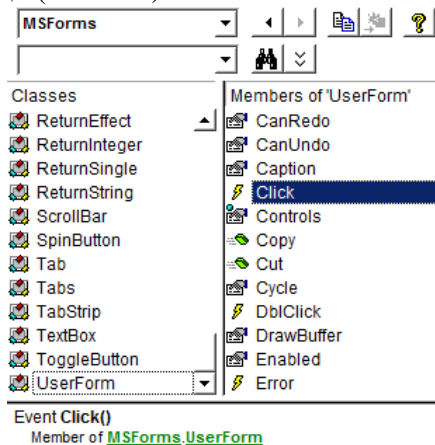 MSForms
Classes
Members of 'UserForm'
ReturnEffect
ReturnInteger
ReturnSingle
ReturnString
ScrollBar
SpinButton
Tab
Tabs
TabStrip
TextBox
ToggleButton
UserForm
CanRedo
CanUndo
Caption
Click
Controls
Copy
Cut
Cycle
DblClick
DrawBuffer
Enabled
Error
Event Click()
Member of MSForms.UserForm